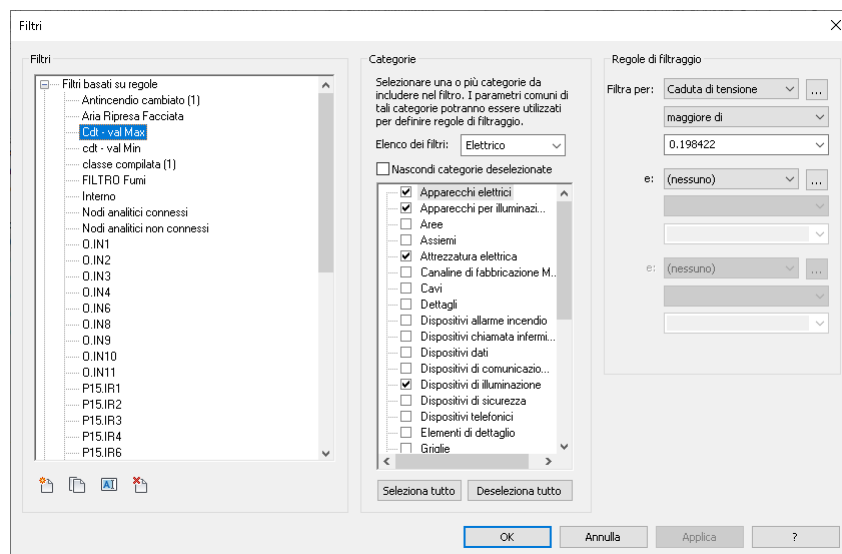 Filtri
Filtri
Filtri basati su regole
Antincendio cambiato (1)
Aria Ripresa Facciata
Cdt - val Max
cdt - val Min
classe compilata (1)
FILTRO Fumi
Interno
Nodi analitici connessi
Nodi analitici non connessi
O.IN1
O.IN2
O.IN3
O.IN4
O.IN6
O.IN8
O.IN9
O.IN10
O.IN11
P15.IR1
P15.IR2
P15.IR3
P15.IR4
P15.IR6
Categorie
Selezionare una o più categorie da
includere nel filtro. I parametri comuni di
tali categorie potranno essere utilizzati
per definire regole di filtraggio.
Elenco dei filtri: Elettrico
Nascondi categorie deselezionate
Apparecchi elettrici
Apparecchi per illuminazi...
Aree
Assiemi
Attrezzatura elettrica
Canaline di fabbricazione M...
Cavi
Dettagli
Dispositivi allarme incendio
Dispositivi chiamata infermi...
Dispositivi dati
Dispositivi di comunicazio...
Dispositivi di illuminazione
Dispositivi di sicurezza
Dispositivi telefonici
Elementi di dettaglio
Griglie
Seleziona tutto Deseleziona tutto
Regole di filtraggio
Filtra per: Caduta di tensione ...
maggiore di
0.198422
e: (nessuno) ...
e: (nessuno) ...
OK Annulla Applica ?